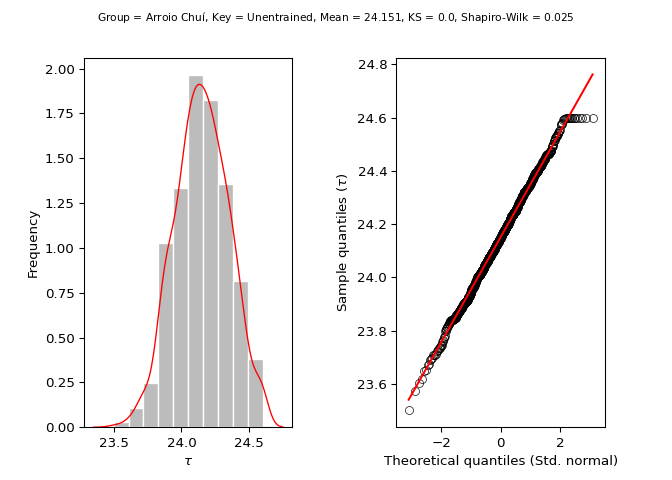 Group = Arroio Chuí, Key = Unentrained, Mean = 24.151, KS = 0.0, Shapiro-Wilk = 0.025
2.00
1.75
1.50
1.25
1.00
0.75
0.50
0.25
0.00
Frequency
23.5 24.0 24.5
τ
24.8
24.6
24.4
24.2
24.0
23.8
23.6
Sample quantiles (τ)
−2 0 2
Theoretical quantiles (Std. normal)